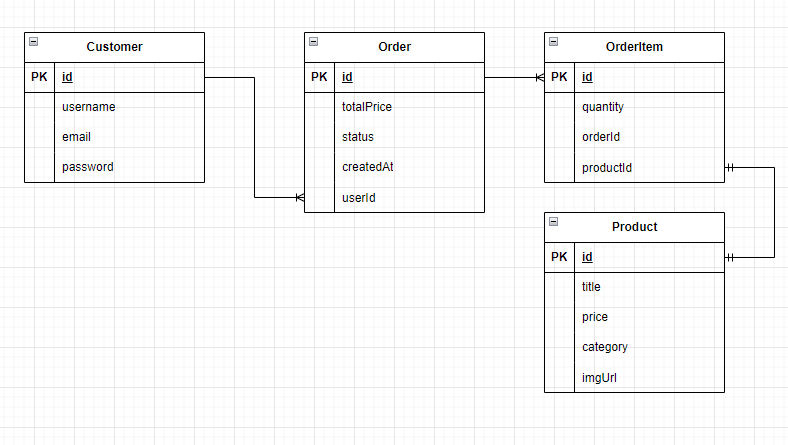 Customer
PK id
username
email
password
Order
PK id
totalPrice
status
createdAt
userId
OrderItem
PK id
quantity
orderId
productId
Product
PK id
title
price
category
imgUrl